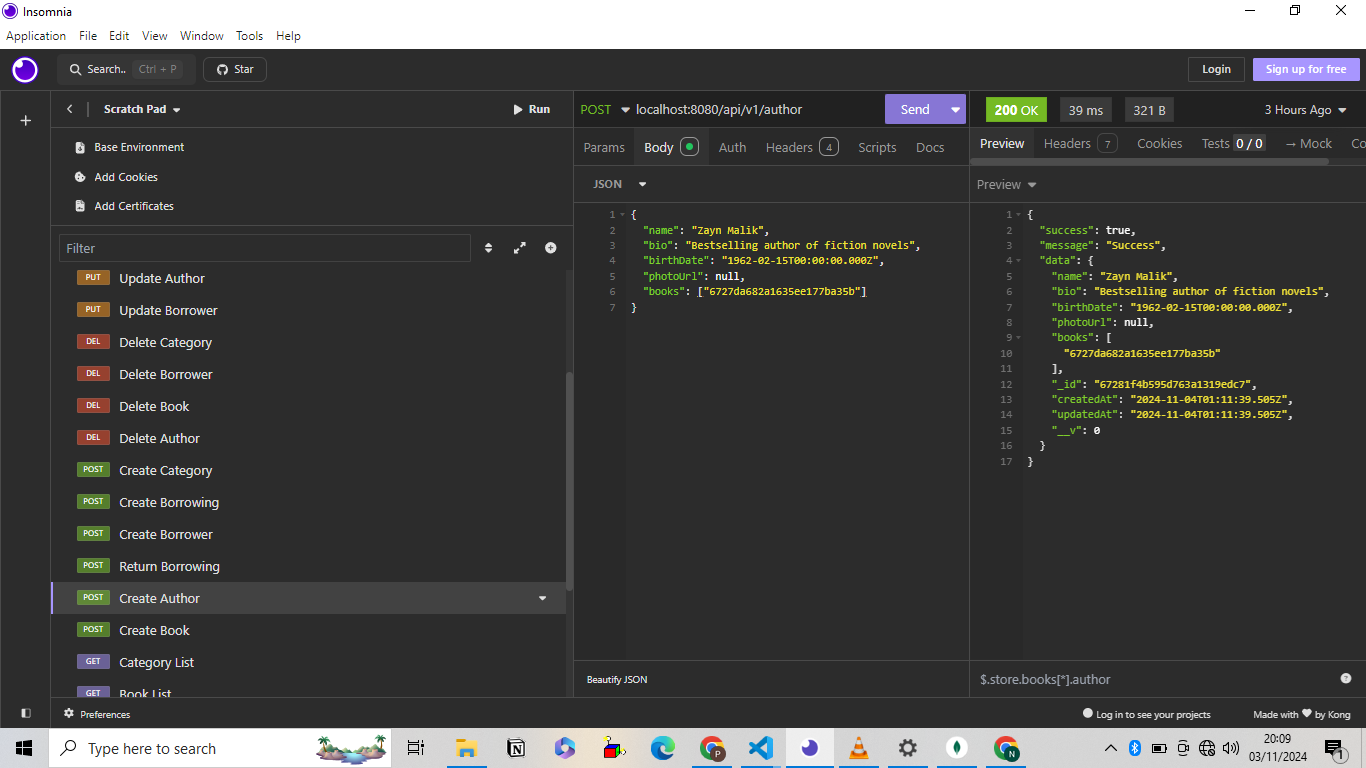 Insomnia
Application File Edit View Window Tools Help
Search.. Ctrl + P Star Login Sign up for free
Scratch Pad Run
Base Environment
Add Cookies
Add Certificates
Filter
PUT Update Author
PUT Update Borrower
DEL Delete Category
DEL Delete Borrower
DEL Delete Book
DEL Delete Author
POST Create Category
POST Create Borrowing
POST Create Borrower
POST Return Borrowing
POST Create Author
POST Create Book
GET Category List
GET Book List
Preferences
POST localhost:8080/api/v1/author Send
Params Body Auth Headers 4 Scripts Docs
JSON
1 {
2 "name": "Zayn Malik",
3 "bio": "Bestselling author of fiction novels",
4 "birthDate": "1962-02-15T00:00:00.000Z",
5 "photoUrl": null,
6 "books": ["6727da682a1635ee177ba35b"]
7 }
Beautify JSON
200 OK 39 ms 321 B 3 Hours Ago
Preview Headers 7 Cookies Tests 0 / 0 → Mock Co
Preview
1 {
2 "success": true,
3 "message": "Success",
4 "data": {
5 "name": "Zayn Malik",
6 "bio": "Bestselling author of fiction novels",
7 "birthDate": "1962-02-15T00:00:00.000Z",
8 "photoUrl": null,
9 "books": [
10 "6727da682a1635ee177ba35b"
11 ],
12 "_id": "67281f4b595d763a1319edc7",
13 "createdAt": "2024-11-04T01:11:39.505Z",
14 "updatedAt": "2024-11-04T01:11:39.505Z",
15 "__v": 0
16 }
17 }
$.store.books[*].author
Log in to see your projects Made with by Kong
Type here to search
20:09
03/11/2024
1